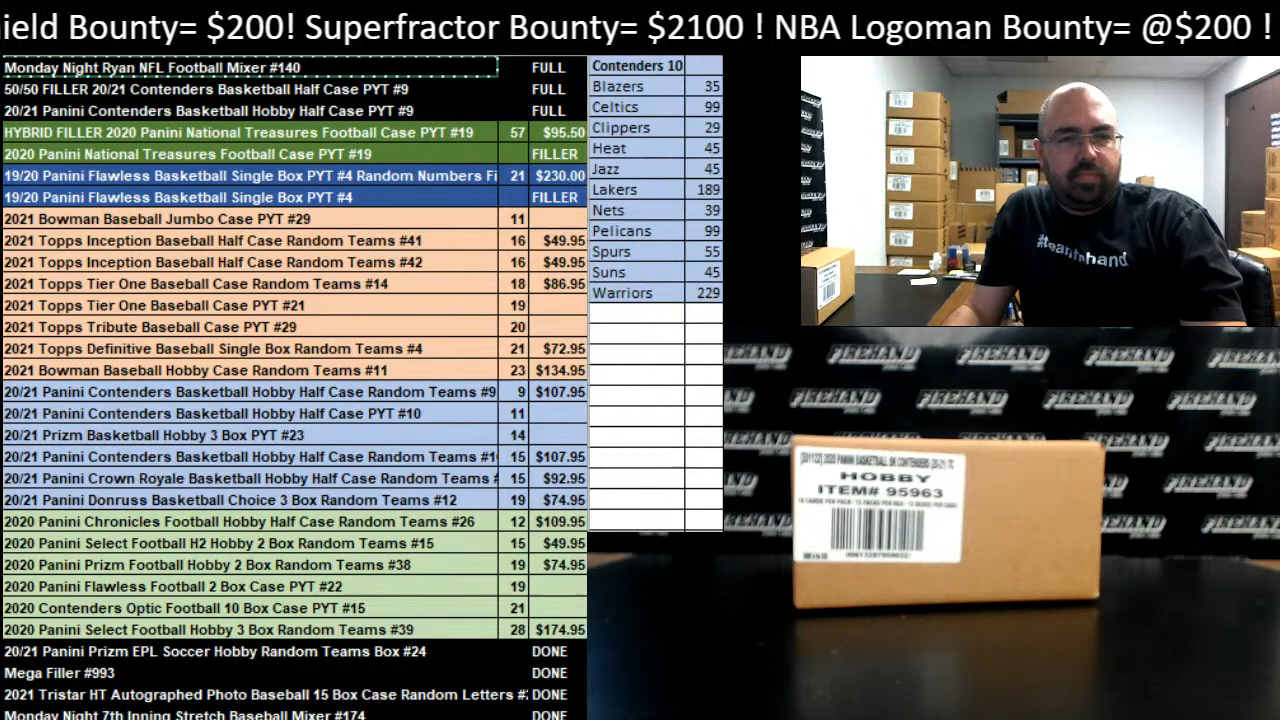 ield Bounty= $200! Superfractor Bounty= $2100 ! NBA Logoman Bounty= @$200 !
Monday Night Ryan NFL Football Mixer #140 FULL
50/50 FILLER 20/21 Contenders Basketball Half Case PYT #9 FULL
20/21 Panini Contenders Basketball Hobby Half Case PYT #9 FULL
HYBRID FILLER 2020 Panini National Treasures Football Case PYT #19 57 $95.50
2020 Panini National Treasures Football Case PYT #19 FILLER
19/20 Panini Flawless Basketball Single Box PYT #4 Random Numbers Fi 21 $230.00
19/20 Panini Flawless Basketball Single Box PYT #4 FILLER
2021 Bowman Baseball Jumbo Case PYT #29 11
2021 Topps Inception Baseball Half Case Random Teams #41 16 $49.95
2021 Topps Inception Baseball Half Case Random Teams #42 16 $49.95
2021 Topps Tier One Baseball Case Random Teams #14 18 $86.95
2021 Topps Tier One Baseball Case PYT #21 19
2021 Topps Tribute Baseball Case PYT #29 20
2021 Topps Definitive Baseball Single Box Random Teams #4 21 $72.95
2021 Bowman Baseball Hobby Case Random Teams #11 23 $134.95
20/21 Panini Contenders Basketball Hobby Half Case Random Teams #9 9 $107.95
20/21 Panini Contenders Basketball Hobby Half Case PYT #10 11
20/21 Prizm Basketball Hobby 3 Box PYT #23 14
20/21 Panini Contenders Basketball Hobby Half Case Random Teams #1 15 $107.95
20/21 Panini Crown Royale Basketball Hobby Half Case Random Teams # 15 $92.95
20/21 Panini Donruss Basketball Choice 3 Box Random Teams #12 19 $74.95
2020 Panini Chronicles Football Hobby Half Case Random Teams #26 12 $109.95
2020 Panini Select Football H2 Hobby 2 Box Random Teams #15 15 $49.95
2020 Panini Prizm Football Hobby 2 Box Random Teams #38 19 $74.95
2020 Panini Flawless Football 2 Box Case PYT #22 19
2020 Contenders Optic Football 10 Box Case PYT #15 21
2020 Panini Select Football Hobby 3 Box Random Teams #39 28 $174.95
20/21 Panini Prizm EPL Soccer Hobby Random Teams Box #24 DONE
Mega Filler #993 DONE
2021 Tristar HT Autographed Photo Baseball 15 Box Case Random Letters #: DONE
Monday Night 7th Inning Stretch Baseball Mixer #174 DONE
Contenders 10
Blazers 35
Celtics 99
Clippers 29
Heat 45
Jazz 45
Lakers 189
Nets 39
Pelicans 99
Spurs 55
Suns 45
Warriors 229
FIREHAND
HOBBY
ITEM# 95963